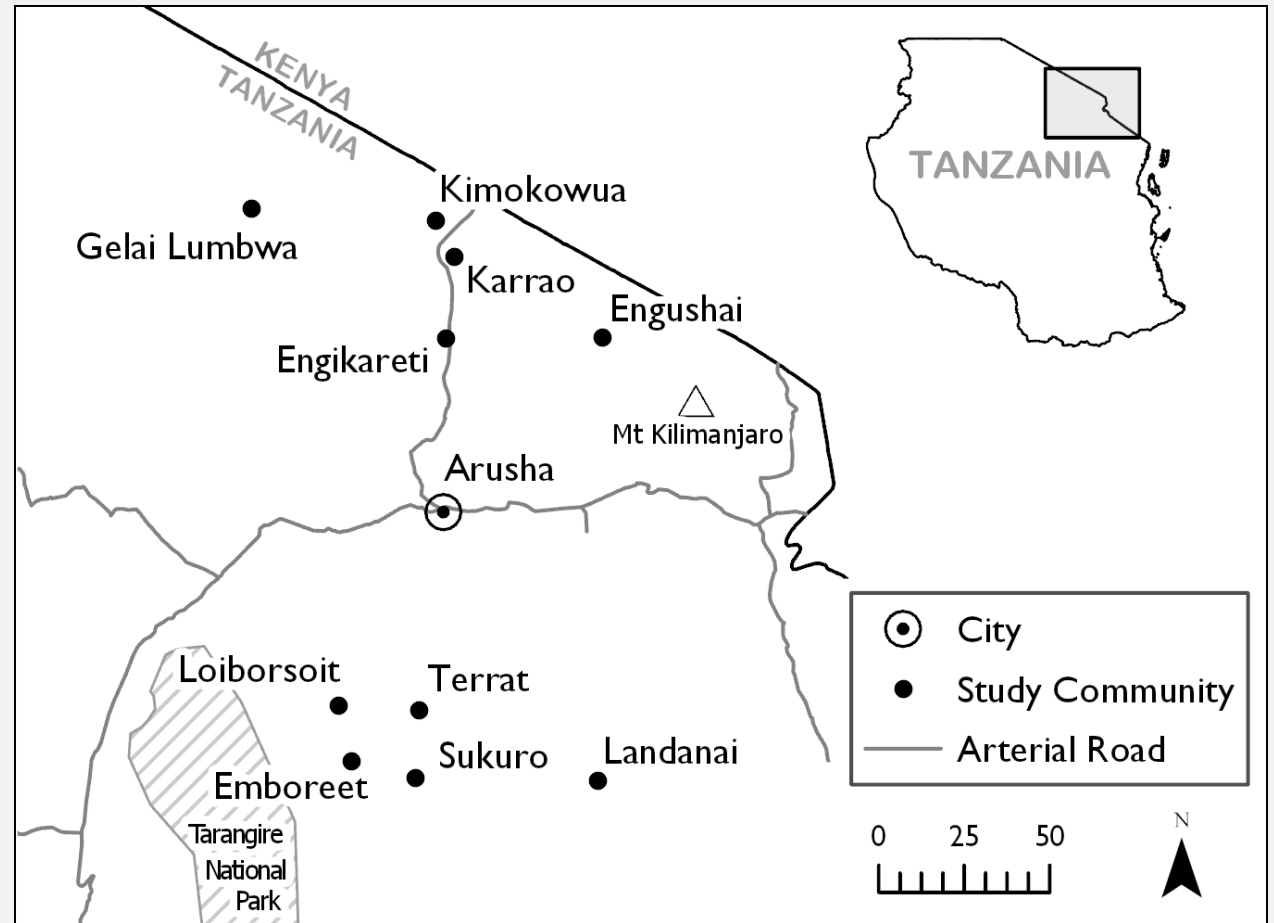 KENYA
TANZANIA
TANZANIA
Kimokowua
Gelai Lumbwa
Karrao
Engushai
Engikareti
Mt Kilimanjaro
Arusha
Loiborsoit
Terrat
Sukuro
Landanai
Emboreet
Tarangire
National
Park
City
Study Community
Arterial Road
0 25 50
N